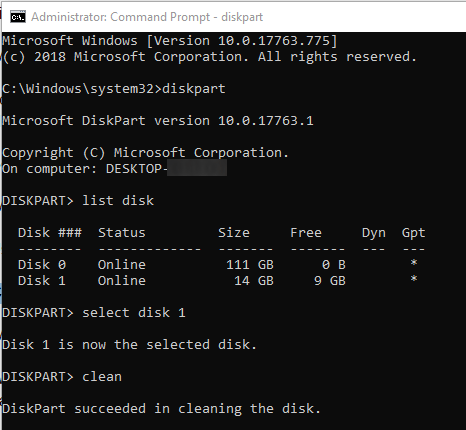 Administrator: Command Prompt - diskpart
Microsoft Windows [Version 10.0.17763.775]
(c) 2018 Microsoft Corporation. All rights reserved.
C:\Windows\system32>diskpart
Microsoft DiskPart version 10.0.17763.1
Copyright (C) Microsoft Corporation.
On computer: DESKTOP-
DISKPART> list disk
Disk ###  Status         Size     Free     Dyn  Gpt
--------  -------------  -------  -------  ---  ---
Disk 0    Online          111 GB      0 B        *
Disk 1    Online           14 GB     9 GB        *
DISKPART> select disk 1
Disk 1 is now the selected disk.
DISKPART> clean
DiskPart succeeded in cleaning the disk.